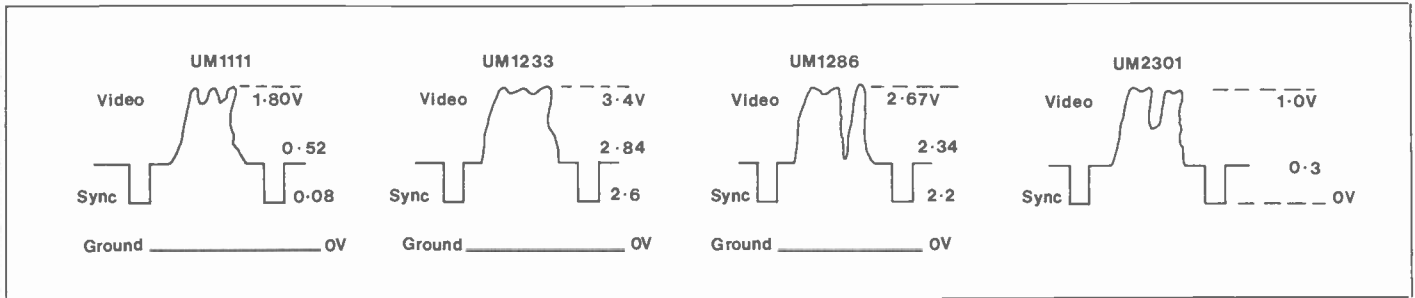 UM1111
Video 1·80V
0·52
Sync 0·08
Ground 0V
UM1233
Video 3·4V
2·84
Sync 2·6
Ground 0V
UM1286
Video 2·67V
2·34
Sync 2·2
Ground 0V
UM2301
Video 1·0V
0·3
Sync 0V